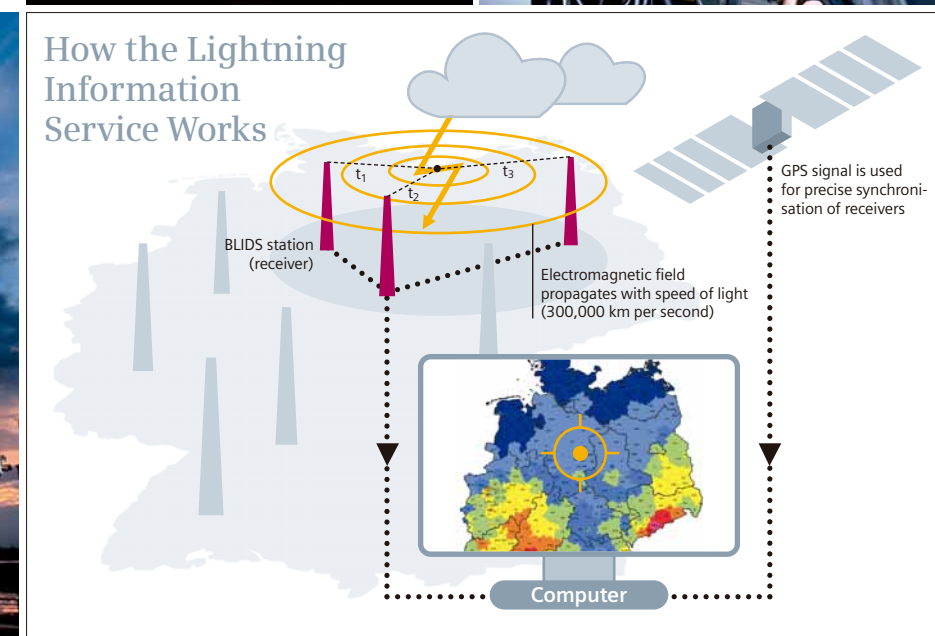 How the Lightning
Information
Service Works
t₁
t₂
t₃
GPS signal is used
for precise synchroni-
sation of receivers
BLIDS station
(receiver)
Electromagnetic field
propagates with speed of light
(300,000 km per second)
Computer